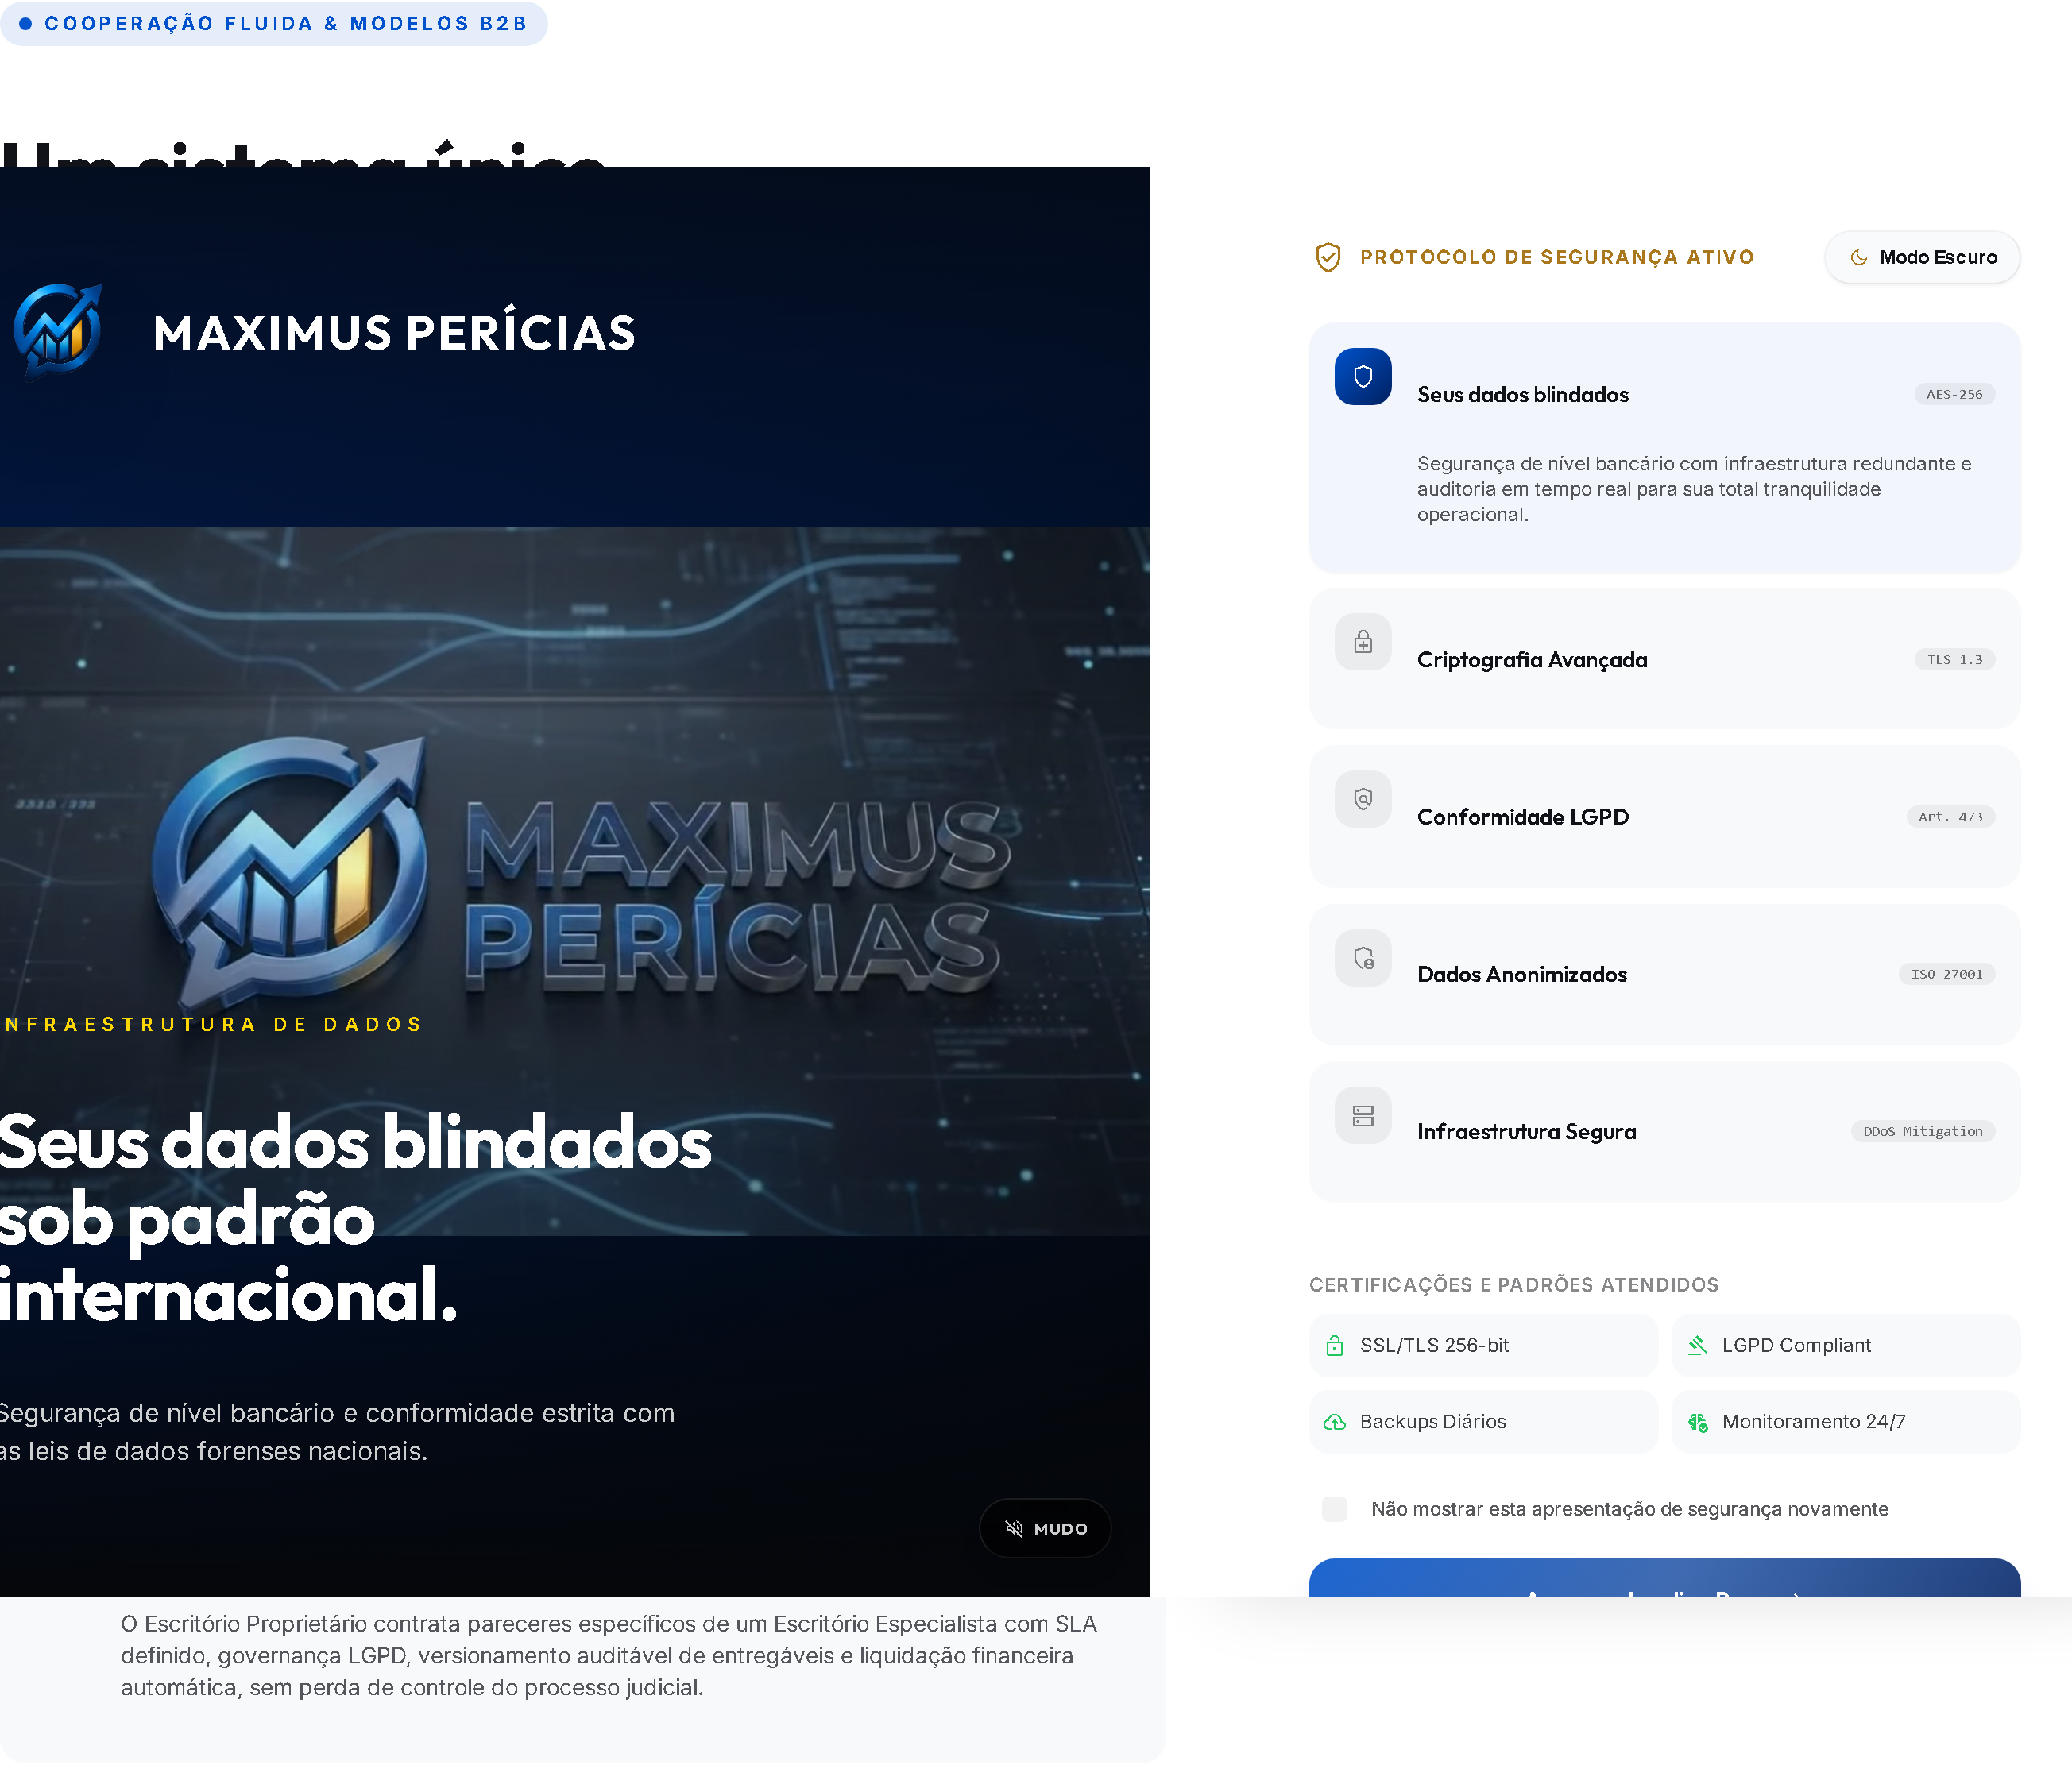 COOPERAÇÃO FLUIDA & MODELOS B2B
Um sistema único
MAXIMUS PERÍCIAS
MAXIMUS
PERÍCIAS
NFRAESTRUTURA DE DADOS
Seus dados blindados
sob padrão
internacional.
Segurança de nível bancário e conformidade estrita com
as leis de dados forenses nacionais.
MUDO
PROTOCOLO DE SEGURANÇA ATIVO
Modo Escuro
Seus dados blindados
AES-256
Segurança de nível bancário com infraestrutura redundante e
auditoria em tempo real para sua total tranquilidade
operacional.
Criptografia Avançada
TLS 1.3
Conformidade LGPD
Art. 473
Dados Anonimizados
ISO 27001
Infraestrutura Segura
DDoS Mitigation
CERTIFICAÇÕES E PADRÕES ATENDIDOS
SSL/TLS 256-bit
LGPD Compliant
Backups Diários
Monitoramento 24/7
Não mostrar esta apresentação de segurança novamente
O Escritório Proprietário contrata pareceres específicos de um Escritório Especialista com SLA
definido, governança LGPD, versionamento auditável de entregáveis e liquidação financeira
automática, sem perda de controle do processo judicial.